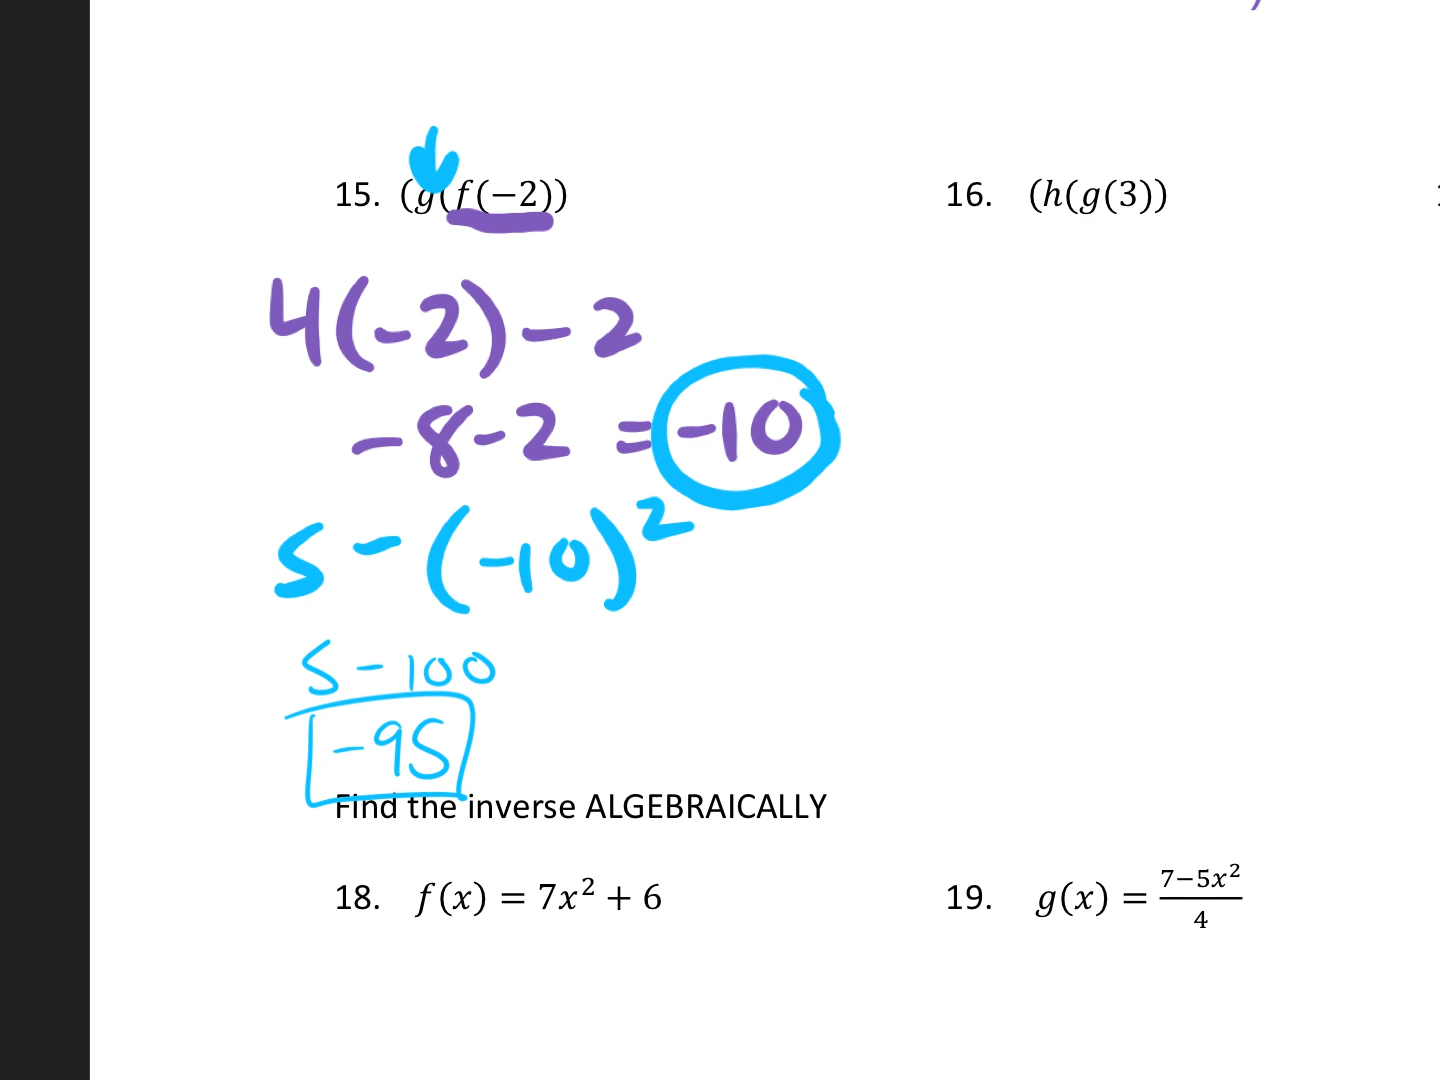 15. (g(f(−2))
16. (h(g(3))
4(-2) - 2
-8-2 = -10
5 - (-10)²
5 - 100
-95
Find the inverse ALGEBRAICALLY
18. f(x) = 7x² + 6
19. g(x) = (7−5x²)/4